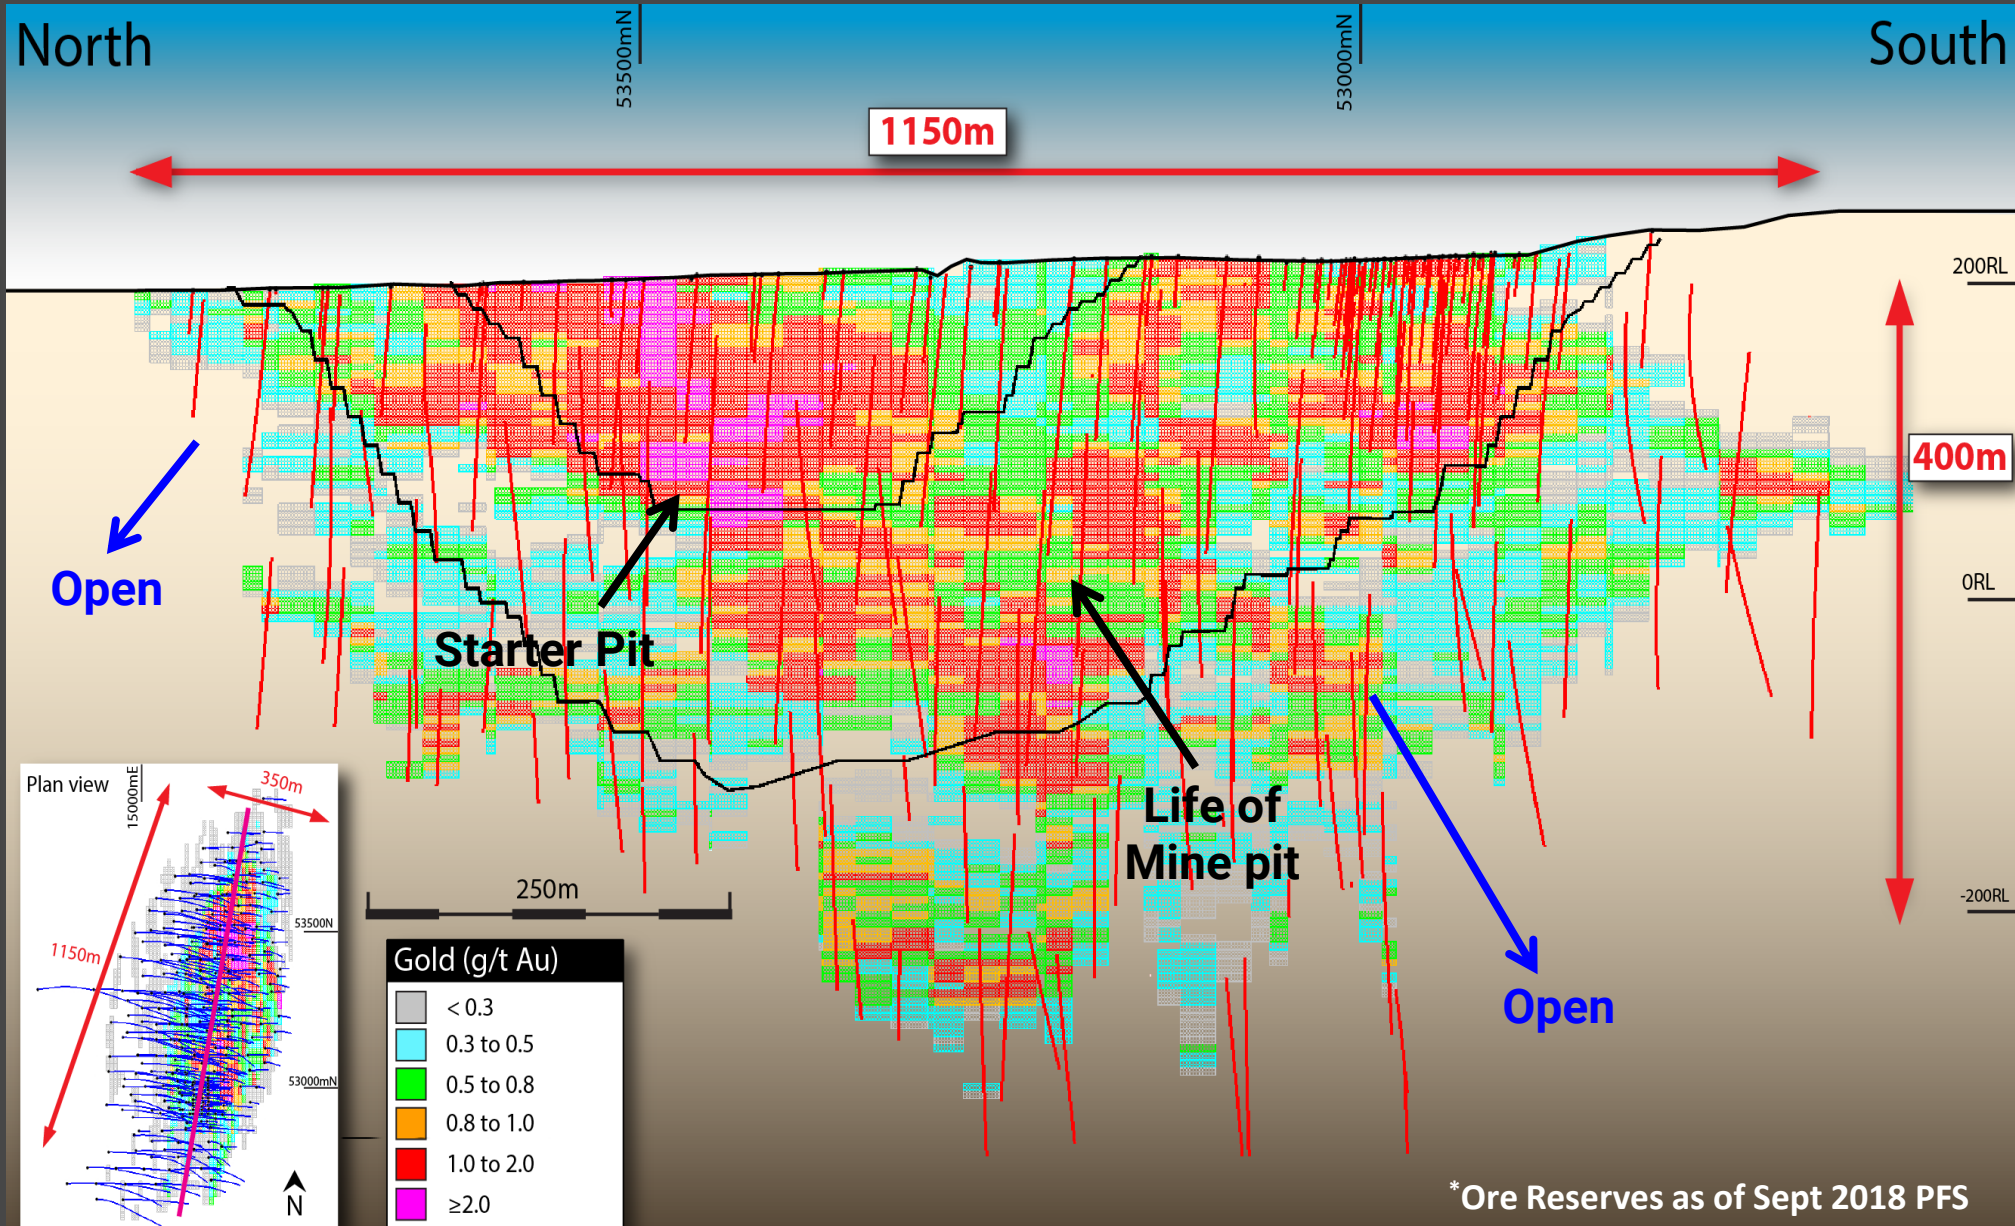 North
53500mN
53000mN
South
1150m
200RL
400m
0RL
Open
Starter Pit
Life of
Mine pit
-200RL
Open
Plan view
15000mE
350m
53500N
1150m
53000mN
N
250m
Gold (g/t Au)
< 0.3
0.3 to 0.5
0.5 to 0.8
0.8 to 1.0
1.0 to 2.0
≥2.0
*Ore Reserves as of Sept 2018 PFS